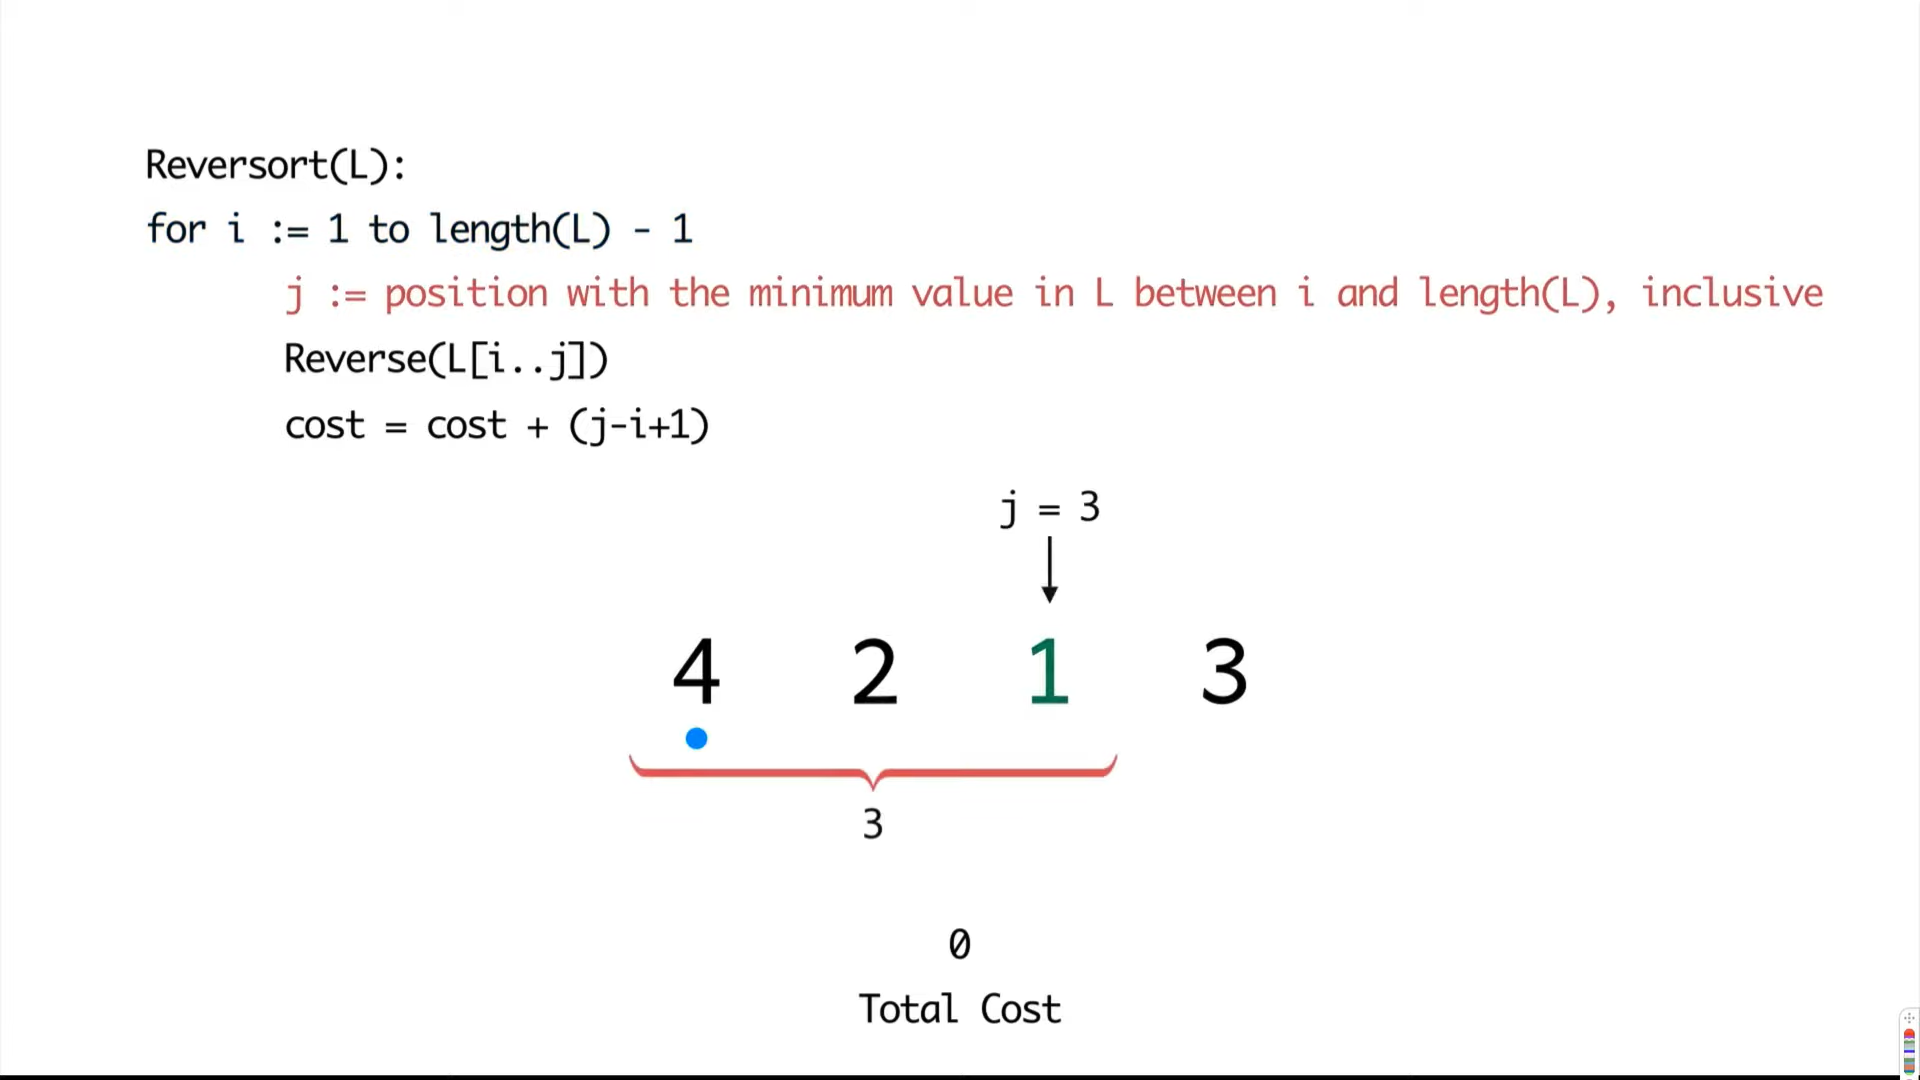 Reversort(L):
for i := 1 to length(L) - 1
j := position with the minimum value in L between i and length(L), inclusive
Reverse(L[i..j])
cost = cost + (j-i+1)
j = 3
4 2 1 3
3
0
Total Cost